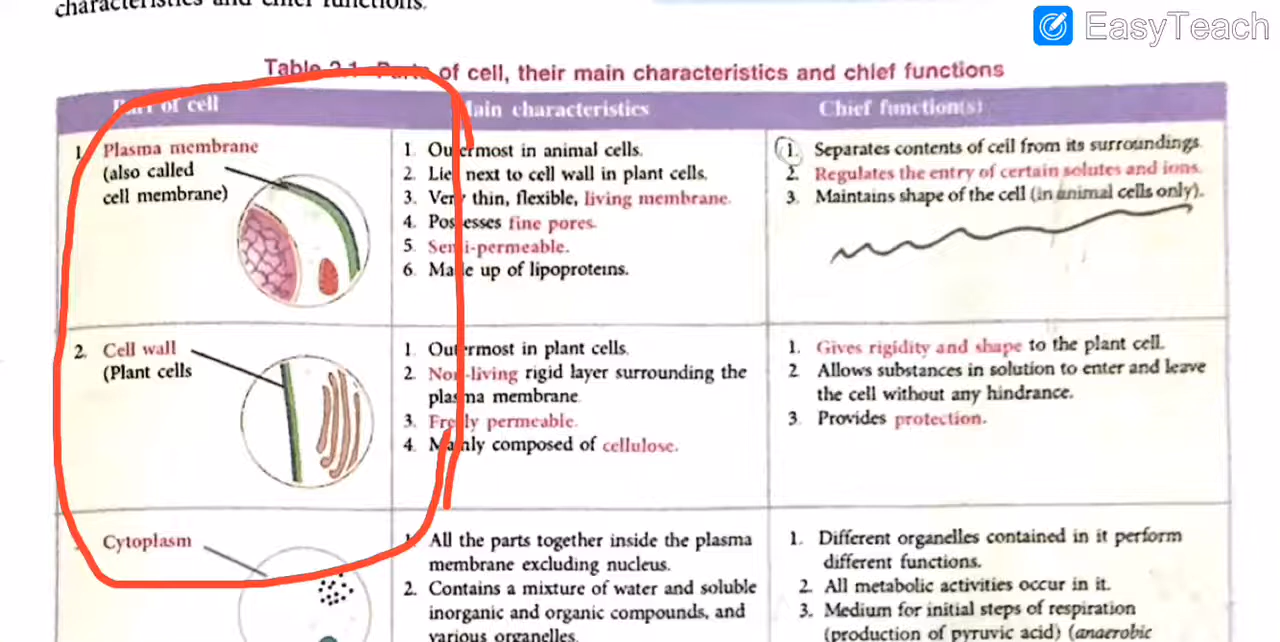 characteristics and chief functions.
EasyTeach
Table 2.1 Parts of cell, their main characteristics and chief functions
Part of cell
Main characteristics
Chief function(s)
1. Plasma membrane
(also called
cell membrane)
1. Outermost in animal cells.
2. Lies next to cell wall in plant cells.
3. Very thin, flexible, living membrane.
4. Possesses fine pores.
5. Semi-permeable.
6. Made up of lipoproteins.
1. Separates contents of cell from its surroundings.
2. Regulates the entry of certain solutes and ions.
3. Maintains shape of the cell (in animal cells only).
2. Cell wall
(Plant cells
1. Outermost in plant cells.
2. Non-living rigid layer surrounding the
plasma membrane.
3. Freely permeable.
4. Mainly composed of cellulose.
1. Gives rigidity and shape to the plant cell.
2. Allows substances in solution to enter and leave
the cell without any hindrance.
3. Provides protection.
Cytoplasm
1. All the parts together inside the plasma
membrane excluding nucleus.
2. Contains a mixture of water and soluble
inorganic and organic compounds, and
various organelles.
1. Different organelles contained in it perform
different functions.
2. All metabolic activities occur in it.
3. Medium for initial steps of respiration
(production of pyruvic acid) (anaerobic